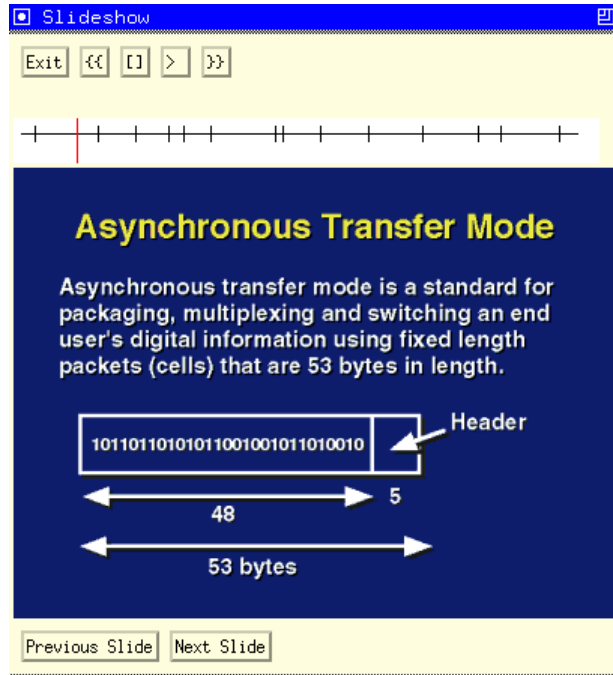 Slideshow
Exit {{ [] > }}
Asynchronous Transfer Mode
Asynchronous transfer mode is a standard for
packaging, multiplexing and switching an end
user's digital information using fixed length
packets (cells) that are 53 bytes in length.
Header
1011011010101100100101101010010
48
5
53 bytes
Previous Slide Next Slide